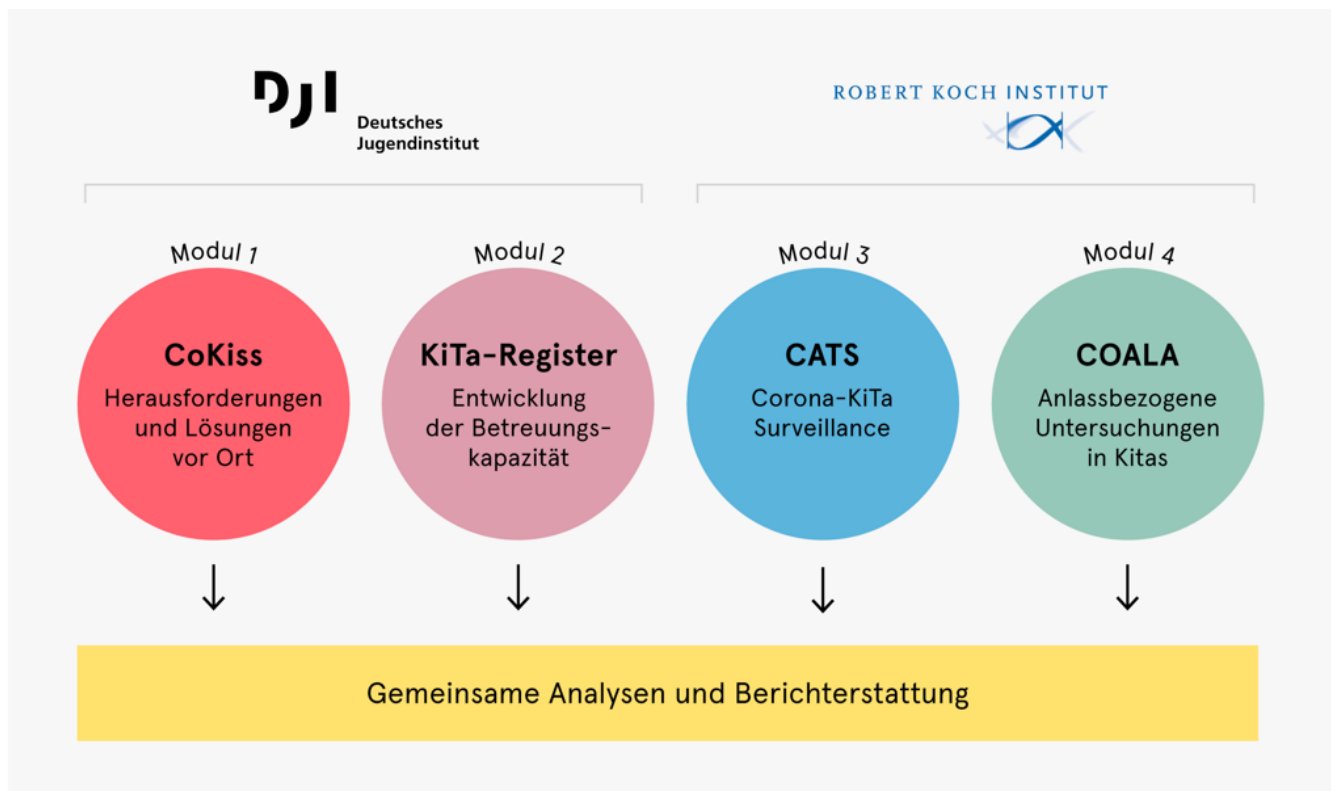 DJI
Deutsches
Jugendinstitut
ROBERT KOCH INSTITUT
Modul 1
CoKiss
Herausforderungen
und Lösungen
vor Ort
Modul 2
KiTa-Register
Entwicklung
der Betreuungs-
kapazität
Modul 3
CATS
Corona-KiTa
Surveillance
Modul 4
COALA
Anlassbezogene
Untersuchungen
in Kitas
Gemeinsame Analysen und Berichterstattung